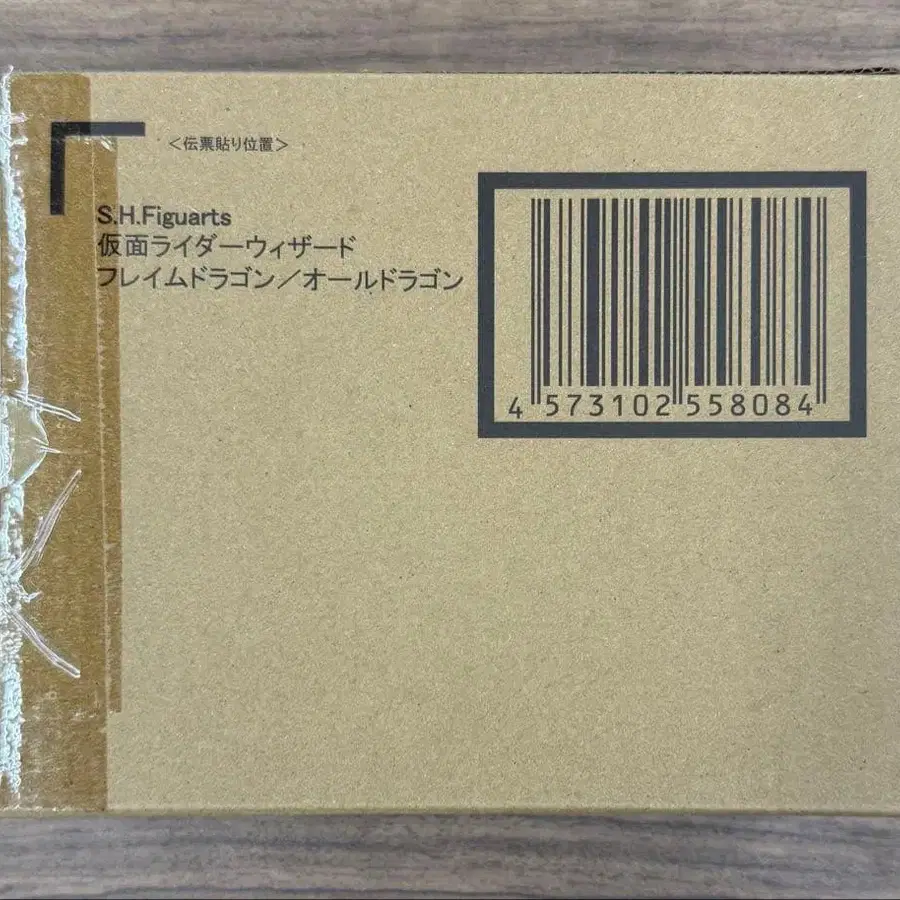 ＜伝票貼り位置＞
S.H.Figuarts
仮面ライダーウィザード
フレイムドラゴン／オールドラゴン
4 573102 558084